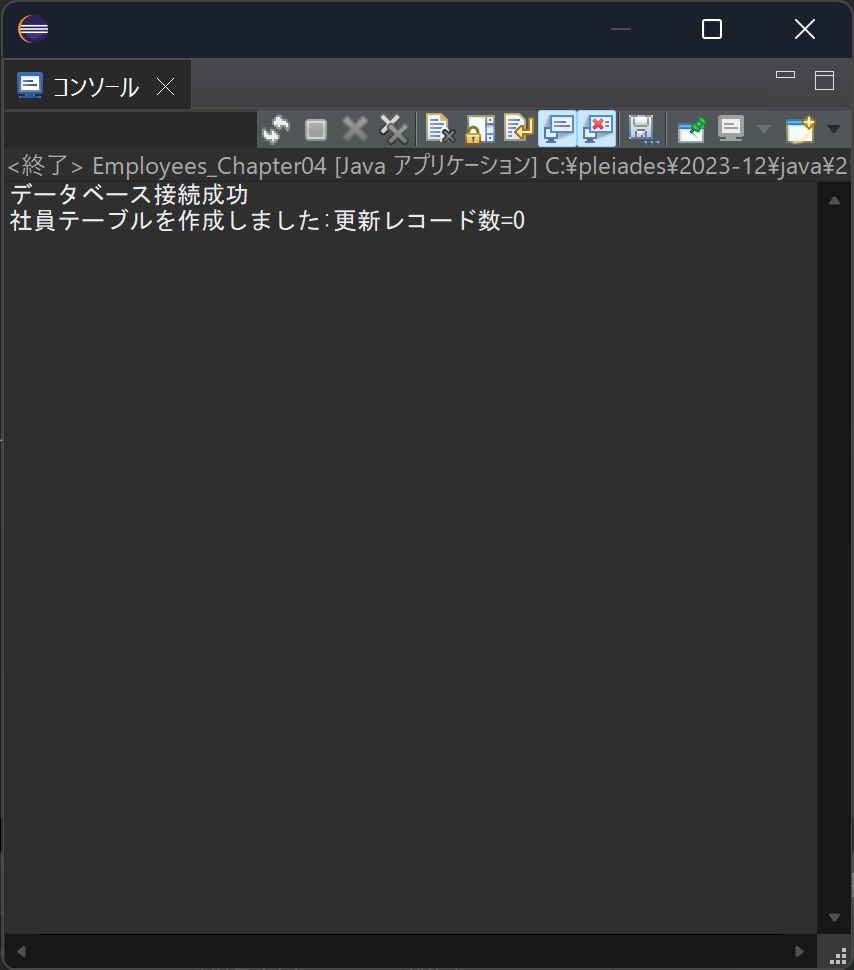 コンソール
<終了> Employees_Chapter04 [Java アプリケーション] C:¥pleiades¥2023-12¥java¥2
データベース接続成功
社員テーブルを作成しました:更新レコード数=0